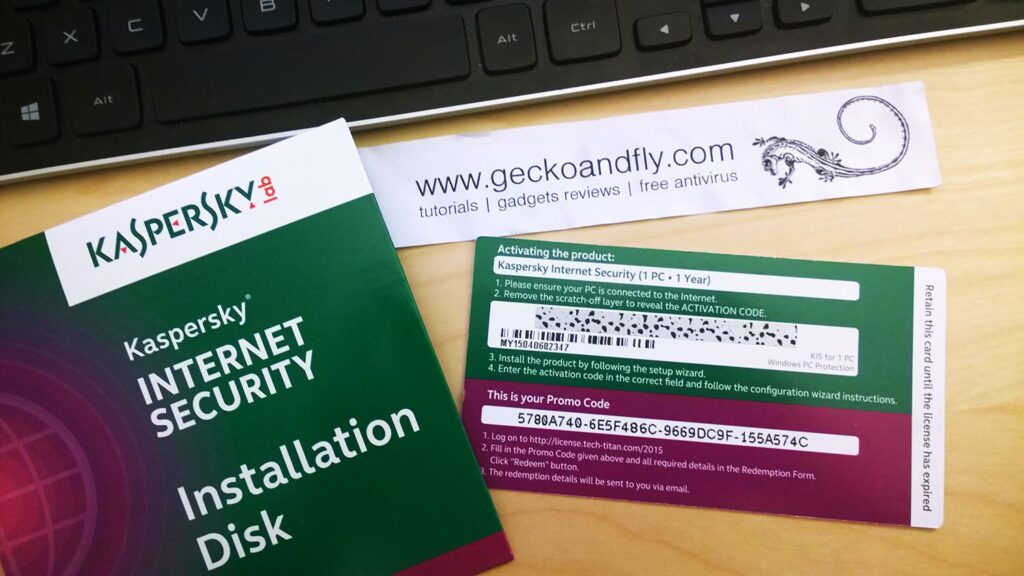 Z
X
C
B
Alt
Ctrl
Alt
www.geckoandfly.com
tutorials | gadgets reviews | free antivirus
KASPERSKY lab
Kaspersky®
INTERNET
SECURITY
Installation
Disk
Activating the product:
Kaspersky Internet Security (1 PC • 1 Year)
1. Please ensure your PC is connected to the Internet.
2. Remove the scratch-off layer to reveal the ACTIVATION CODE.
MY15040602347
KIS for 1 PC
Windows PC Protection
3. Install the product by following the setup wizard.
4. Enter the activation code in the correct field and follow the configuration wizard instructions.
This is your Promo Code
5780A740-6E5F486C-9669DC9F-155A574C
1. Log on to http://license.tech-titan.com/2015
2. Fill in the Promo Code given above and all required details in the Redemption Form.
Click "Redeem" button.
3. The redemption details will be sent to you via email.
Retain this card until the license has expired